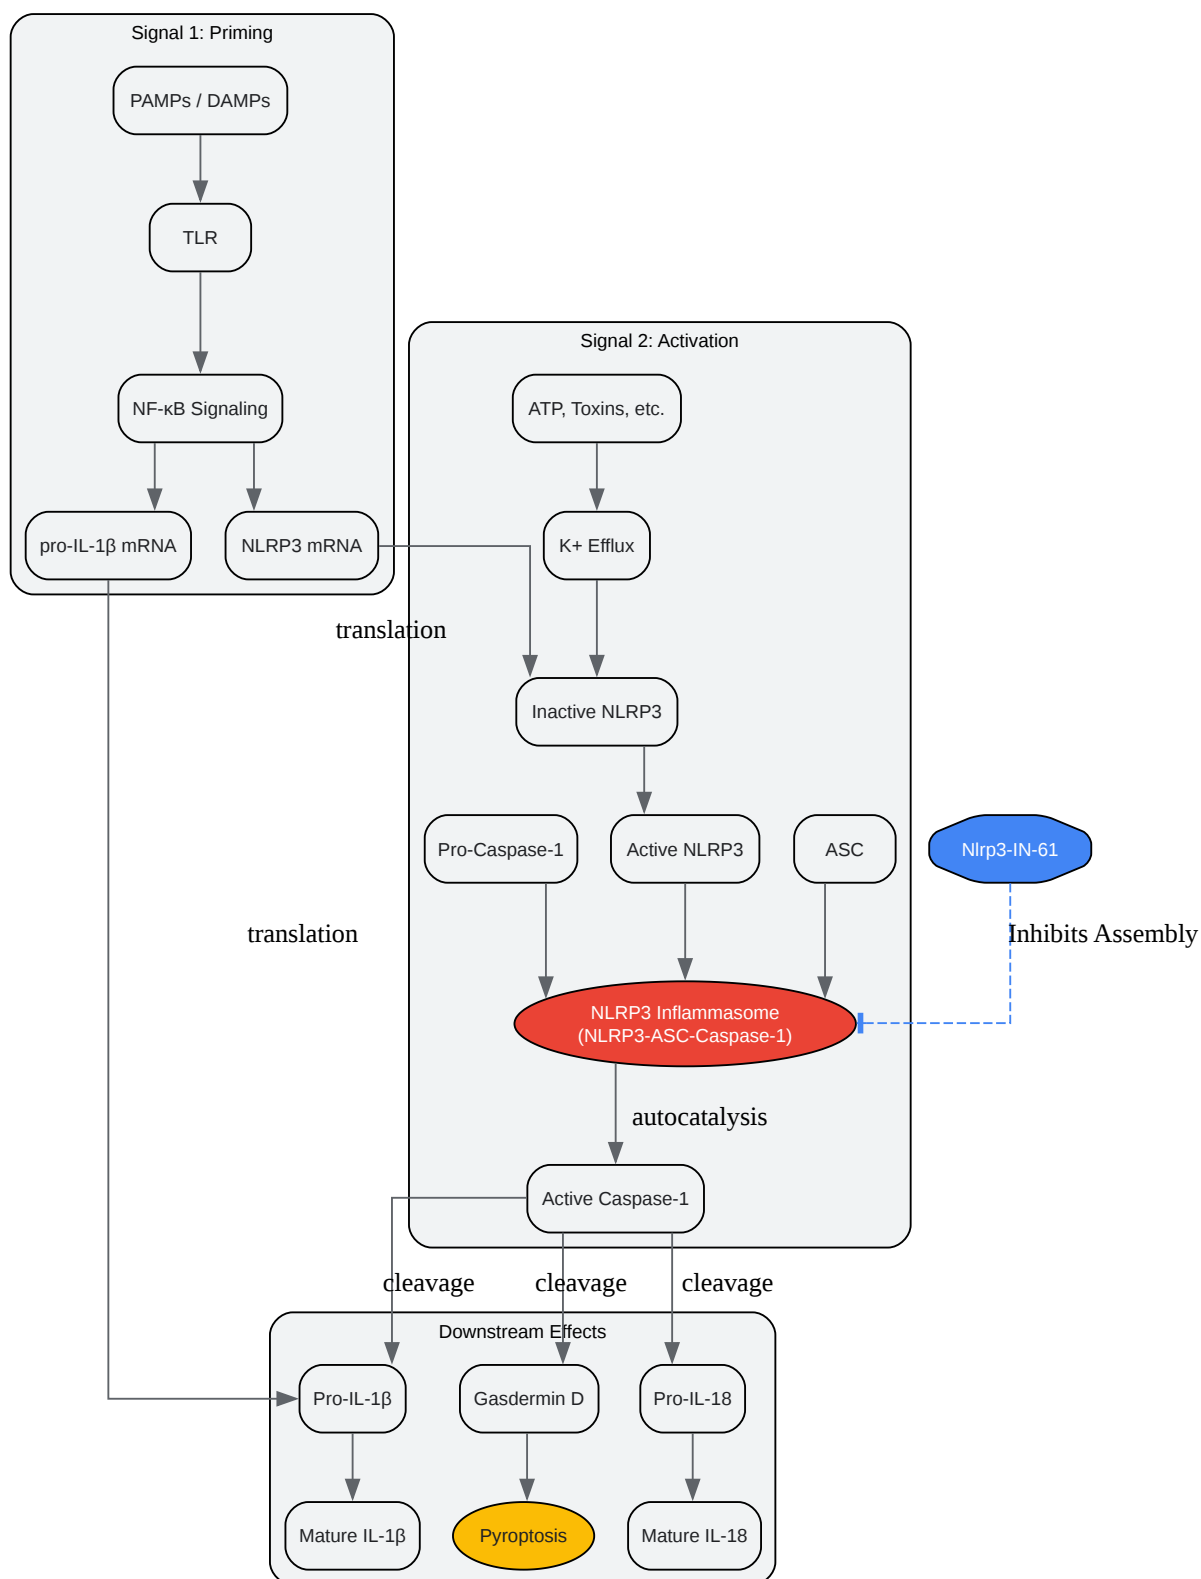 Signal 1: Priming
PAMPs / DAMPs
TLR
NF-κB Signaling
pro-IL-1β mRNA
NLRP3 mRNA
translation
translation
Signal 2: Activation
ATP, Toxins, etc.
K+ Efflux
Inactive NLRP3
Pro-Caspase-1
Active NLRP3
ASC
Nlrp3-IN-61
Inhibits Assembly
NLRP3 Inflammasome
(NLRP3-ASC-Caspase-1)
autocatalysis
Active Caspase-1
cleavage
cleavage
cleavage
Downstream Effects
Pro-IL-1β
Gasdermin D
Pro-IL-18
Mature IL-1β
Pyroptosis
Mature IL-18